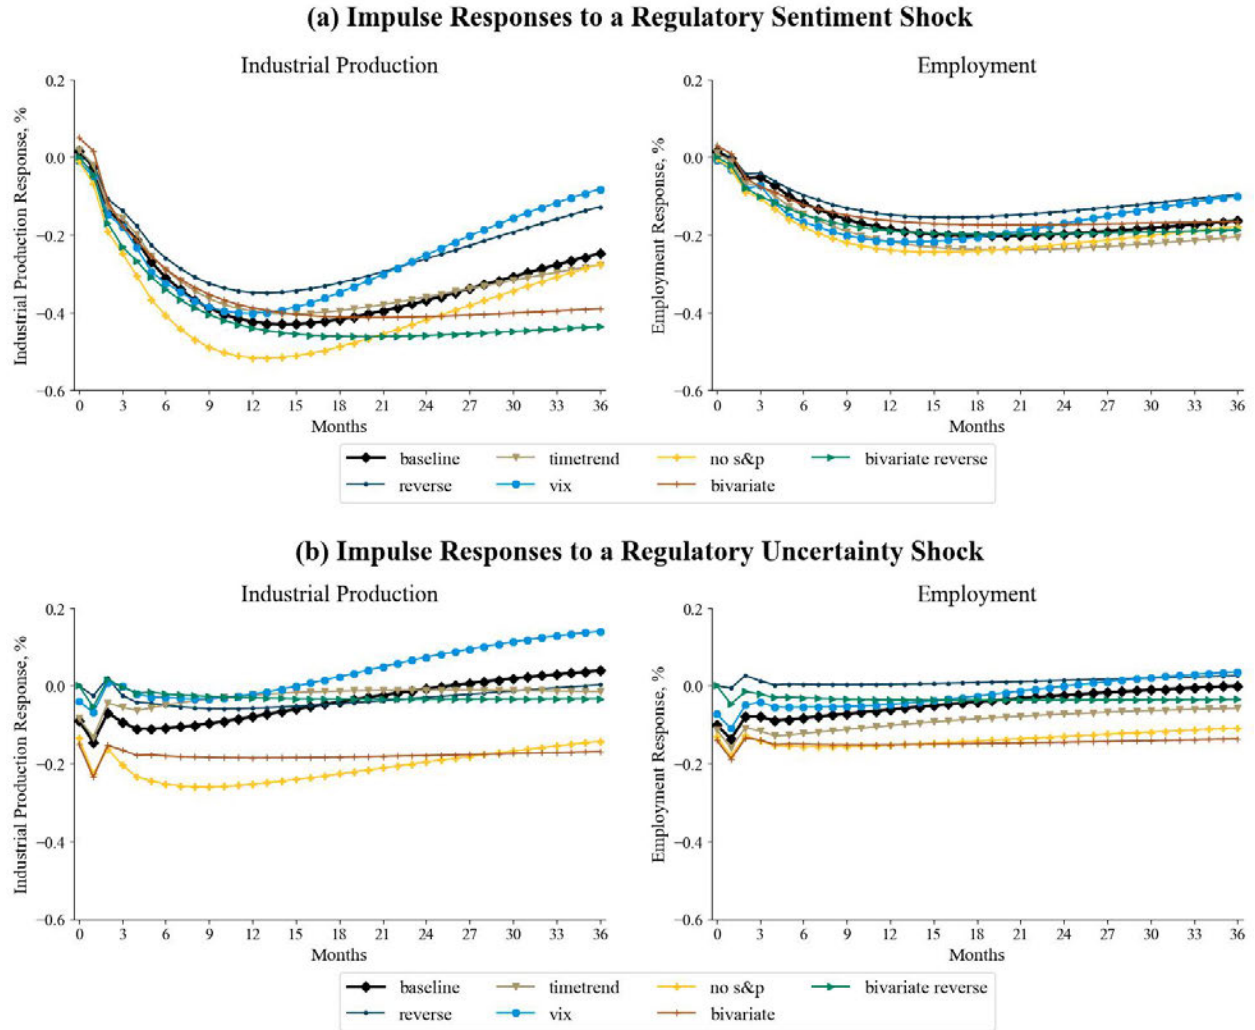 (a) Impulse Responses to a Regulatory Sentiment Shock
Industrial Production
Industrial Production Response, %
0.2
0.0
−0.2
−0.4
−0.6
0 3 6 9 12 15 18 21 24 27 30 33 36
Months
Employment
Employment Response, %
0.2
0.0
−0.2
−0.4
−0.6
0 3 6 9 12 15 18 21 24 27 30 33 36
Months
baseline timetrend no s&p bivariate reverse
reverse vix bivariate
(b) Impulse Responses to a Regulatory Uncertainty Shock
Industrial Production
Industrial Production Response, %
0.2
0.0
−0.2
−0.4
−0.6
0 3 6 9 12 15 18 21 24 27 30 33 36
Months
Employment
Employment Response, %
0.2
0.0
−0.2
−0.4
−0.6
0 3 6 9 12 15 18 21 24 27 30 33 36
Months
baseline timetrend no s&p bivariate reverse
reverse vix bivariate